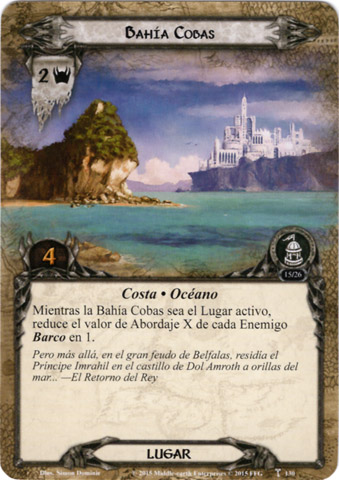 Bahía Cobas
2
4
15/26
Costa • Océano
Mientras la Bahía Cobas sea el Lugar activo,
reduce el valor de Abordaje X de cada Enemigo
Barco en 1.
Pero más allá, en el gran feudo de Belfalas, residía el
Príncipe Imrahil en el castillo de Dol Amroth a orillas del
mar... —El Retorno del Rey
LUGAR
Ilus. Simon Dominic © 2015 Middle-earth Enterprises © 2015 FFG 130